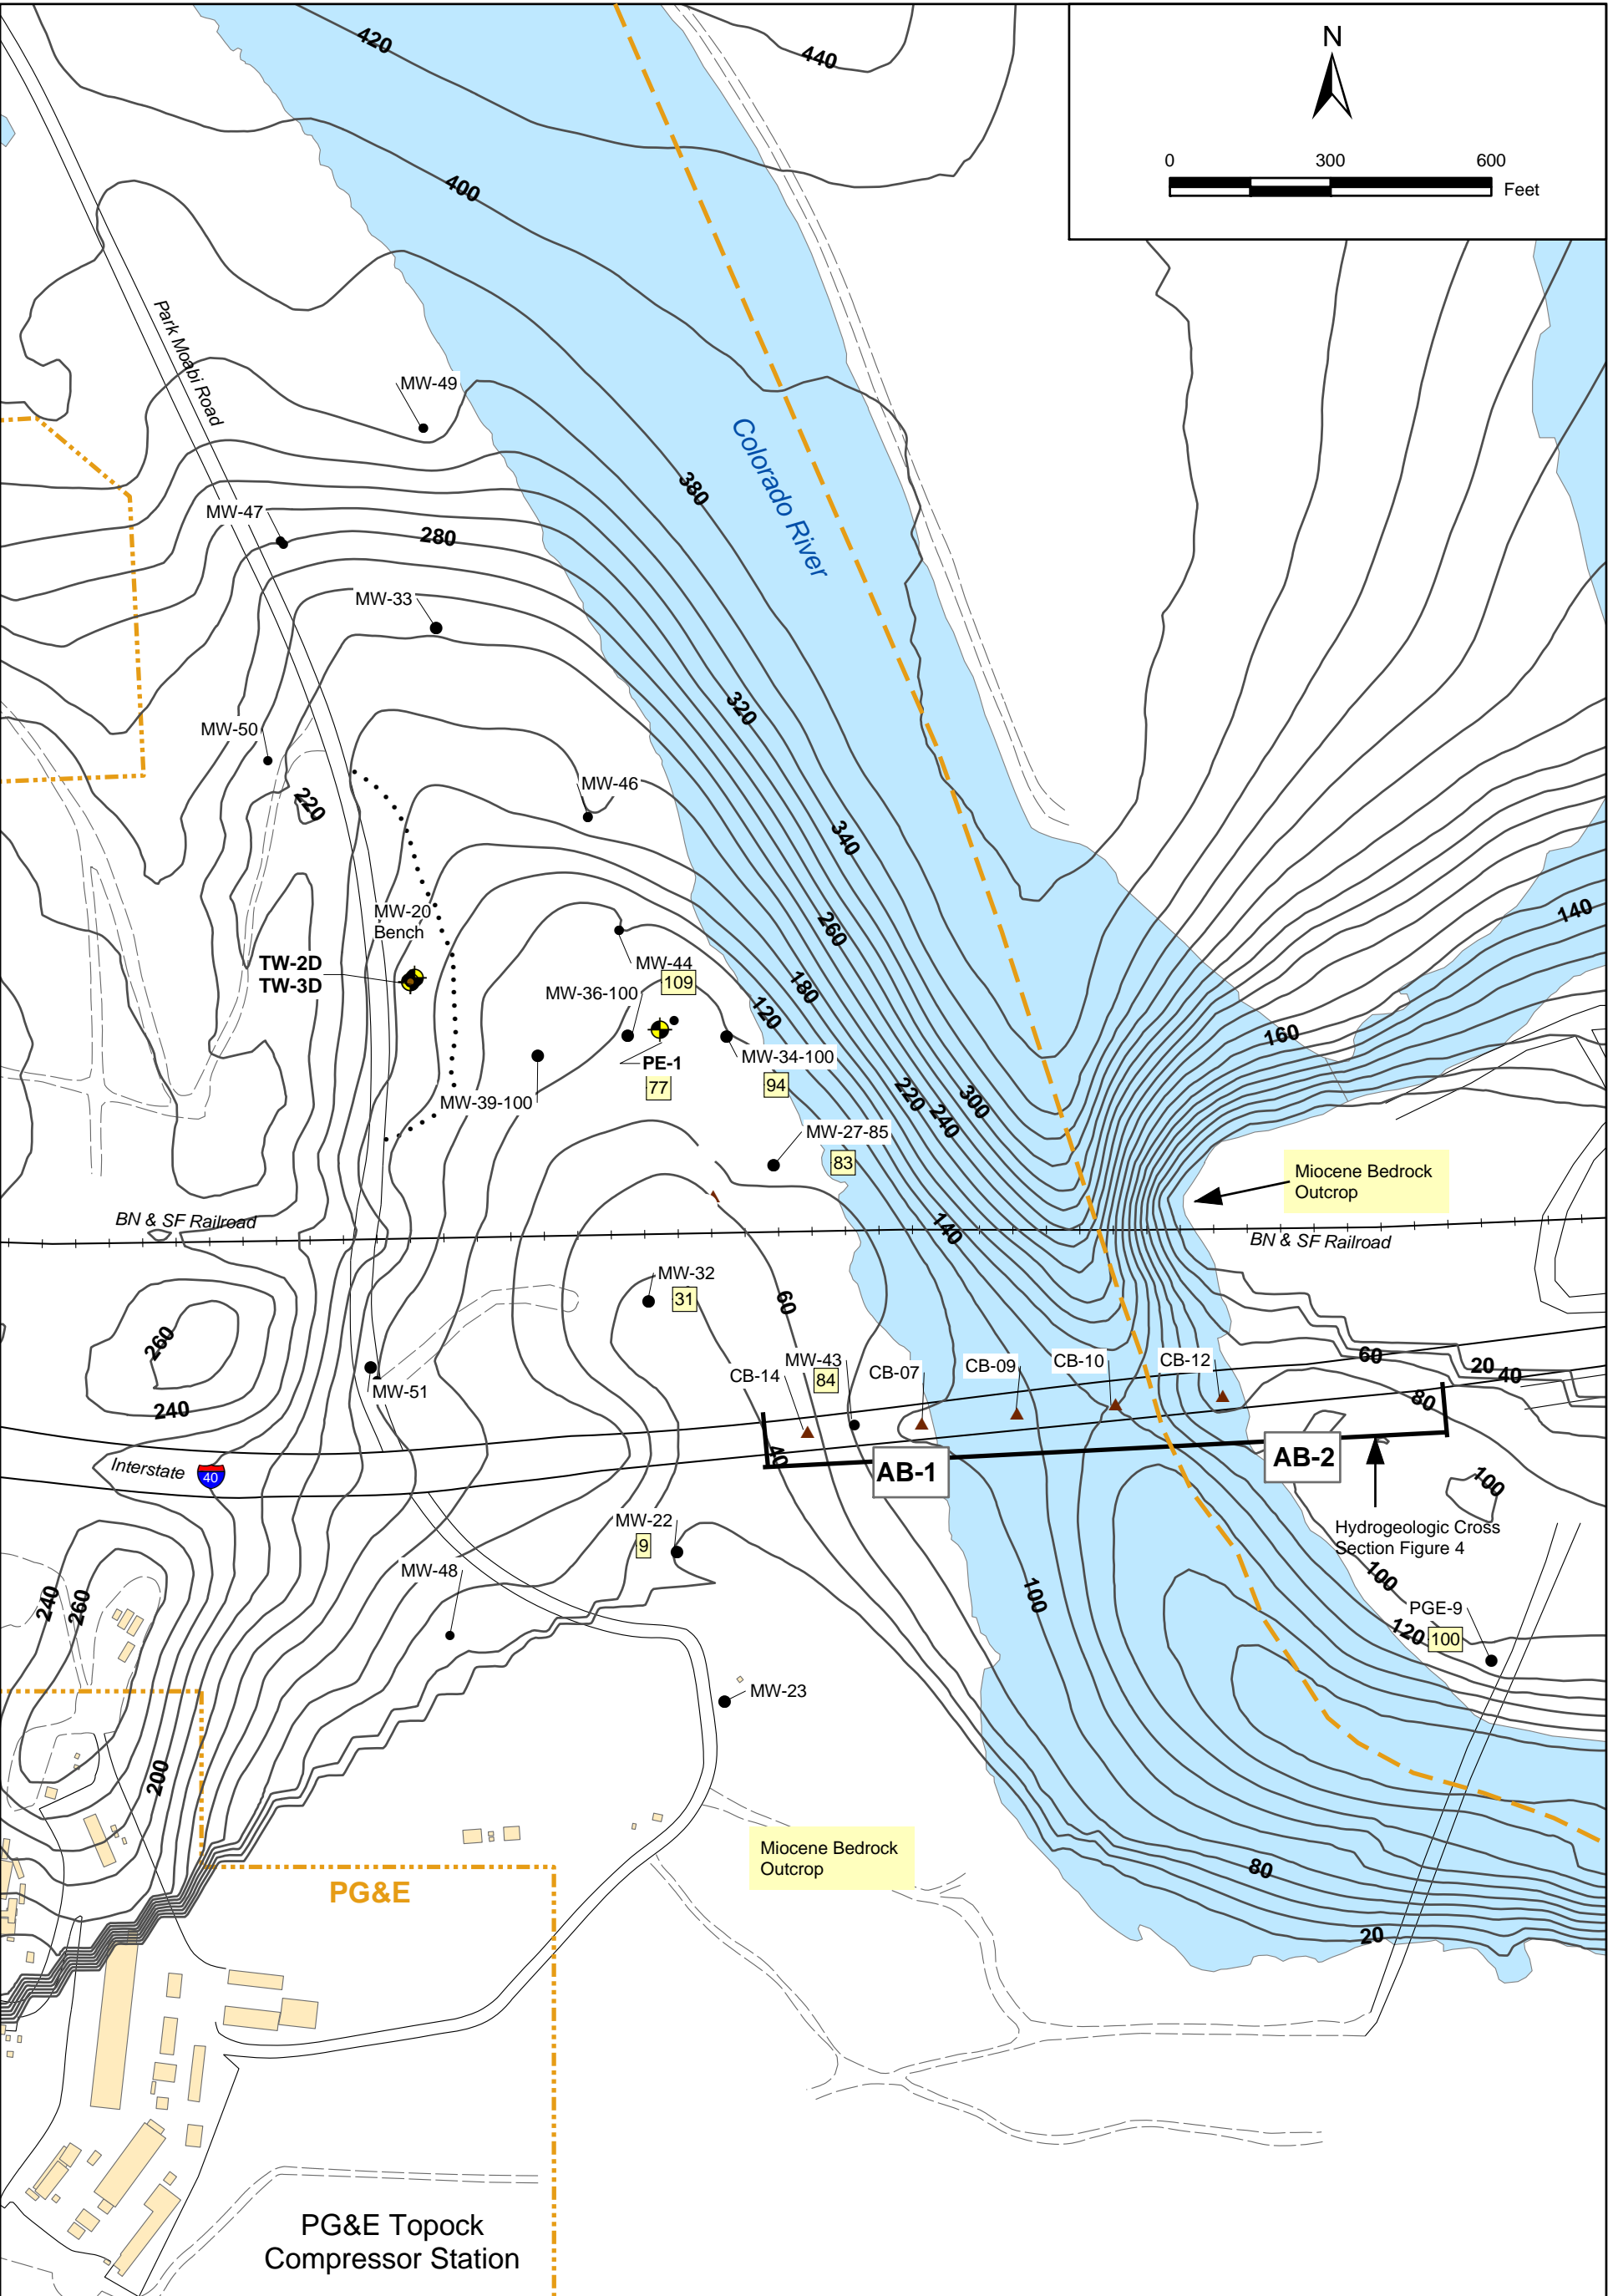 420
440
N
0 300 600
Feet
400
Park Moabi Road
MW-49
Colorado River
380
MW-47
280
MW-33
320
MW-50
MW-46
220
340
MW-20
Bench
260
140
TW-2D
TW-3D
MW-44
109
180
MW-36-100
120
160
PE-1
77
MW-34-100
94
300
220
240
MW-39-100
MW-27-85
83
Miocene Bedrock
Outcrop
BN & SF Railroad
140
BN & SF Railroad
MW-32
31
60
260
60
20
40
MW-43
84
CB-14
CB-07
CB-09
CB-10
CB-12
MW-51
80
240
40
AB-1
AB-2
Interstate
40
100
MW-22
9
Hydrogeologic Cross
Section Figure 4
MW-48
100
100
240
260
PGE-9
100
120
MW-23
200
Miocene Bedrock
Outcrop
80
PG&E
20
PG&E Topock
Compressor Station